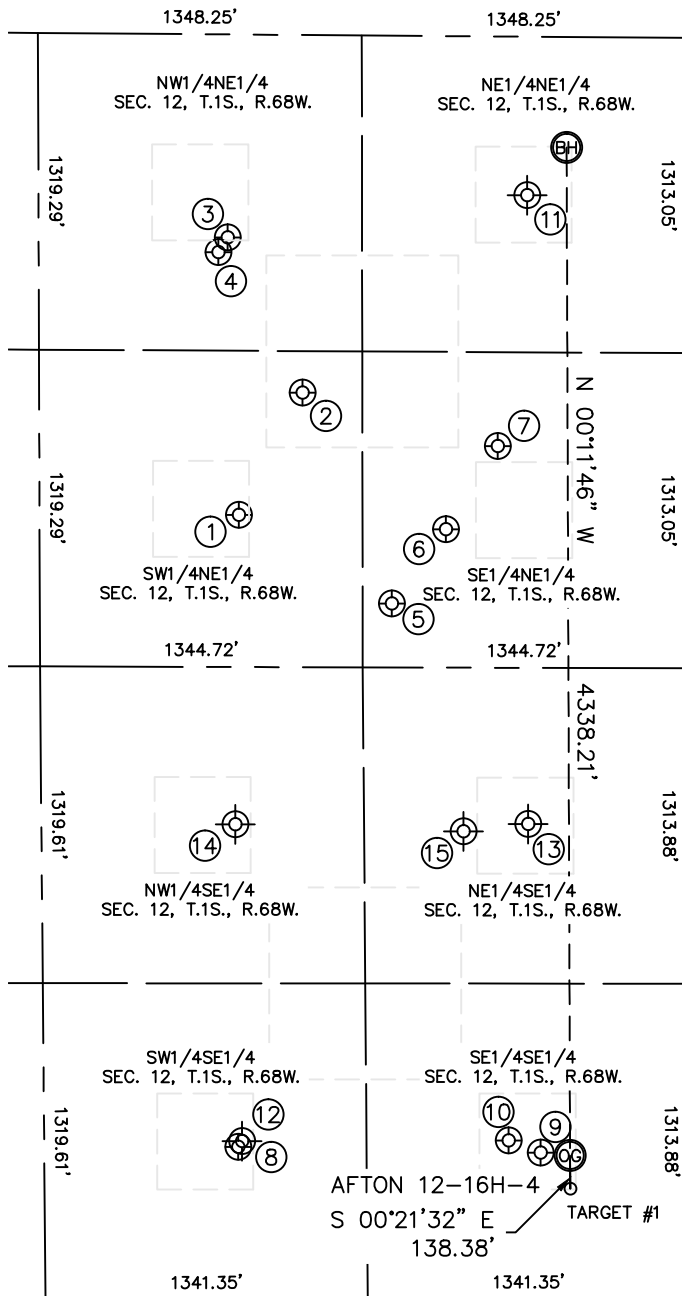 1348.25'
1348.25'
NW1/4NE1/4
SEC. 12, T.1S., R.68W.
NE1/4NE1/4
SEC. 12, T.1S., R.68W.
BH
1319.29'
1313.05'
3
11
4
2
7
N 00°11'46" W
1319.29'
1313.05'
1
6
SW1/4NE1/4
SEC. 12, T.1S., R.68W.
SE1/4NE1/4
SEC. 12, T.1S., R.68W.
5
1344.72'
1344.72'
4338.21'
1319.61'
1313.88'
14
15
13
NW1/4SE1/4
SEC. 12, T.1S., R.68W.
NE1/4SE1/4
SEC. 12, T.1S., R.68W.
SW1/4SE1/4
SEC. 12, T.1S., R.68W.
SE1/4SE1/4
SEC. 12, T.1S., R.68W.
1319.61'
1313.88'
12
10
9
8
OG
AFTON 12-16H-4
S 00°21'32" E
138.38'
TARGET #1
1341.35'
1341.35'